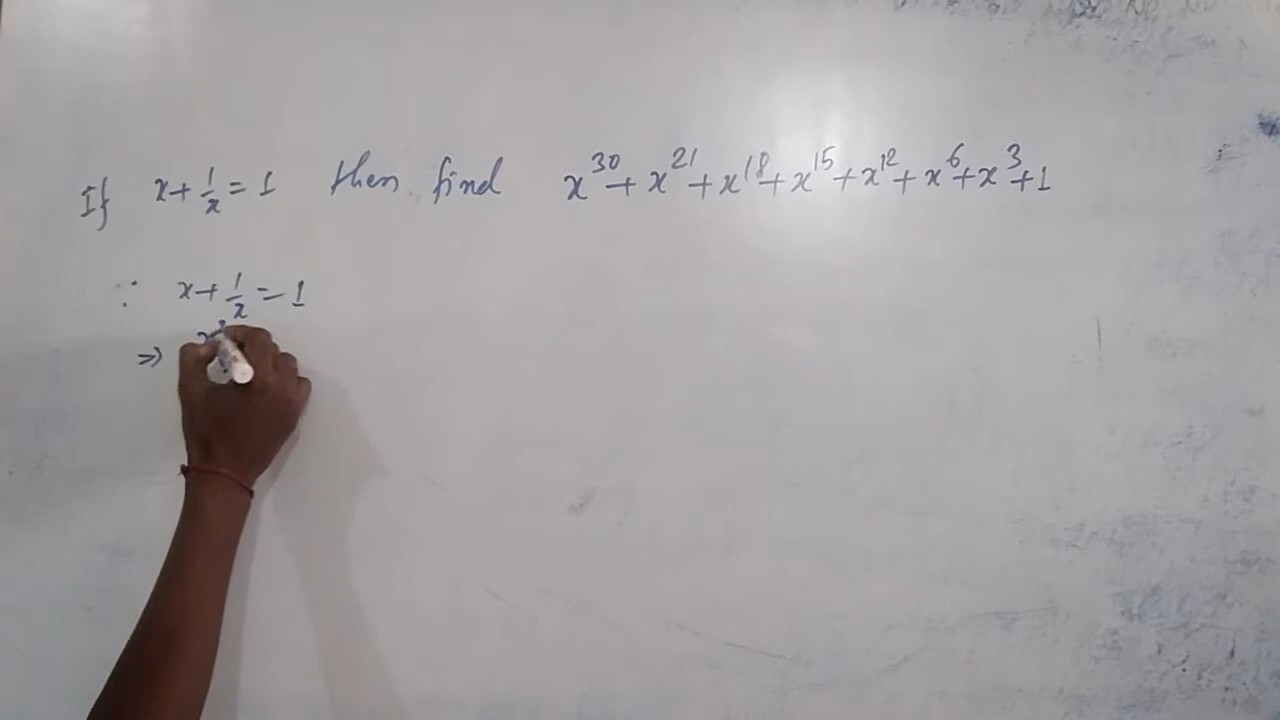 If x + 1/x = 1 then find x^30 + x^21 + x^18 + x^15 + x^12 + x^6 + x^3 + 1
∵ x + 1/x = 1
⇒